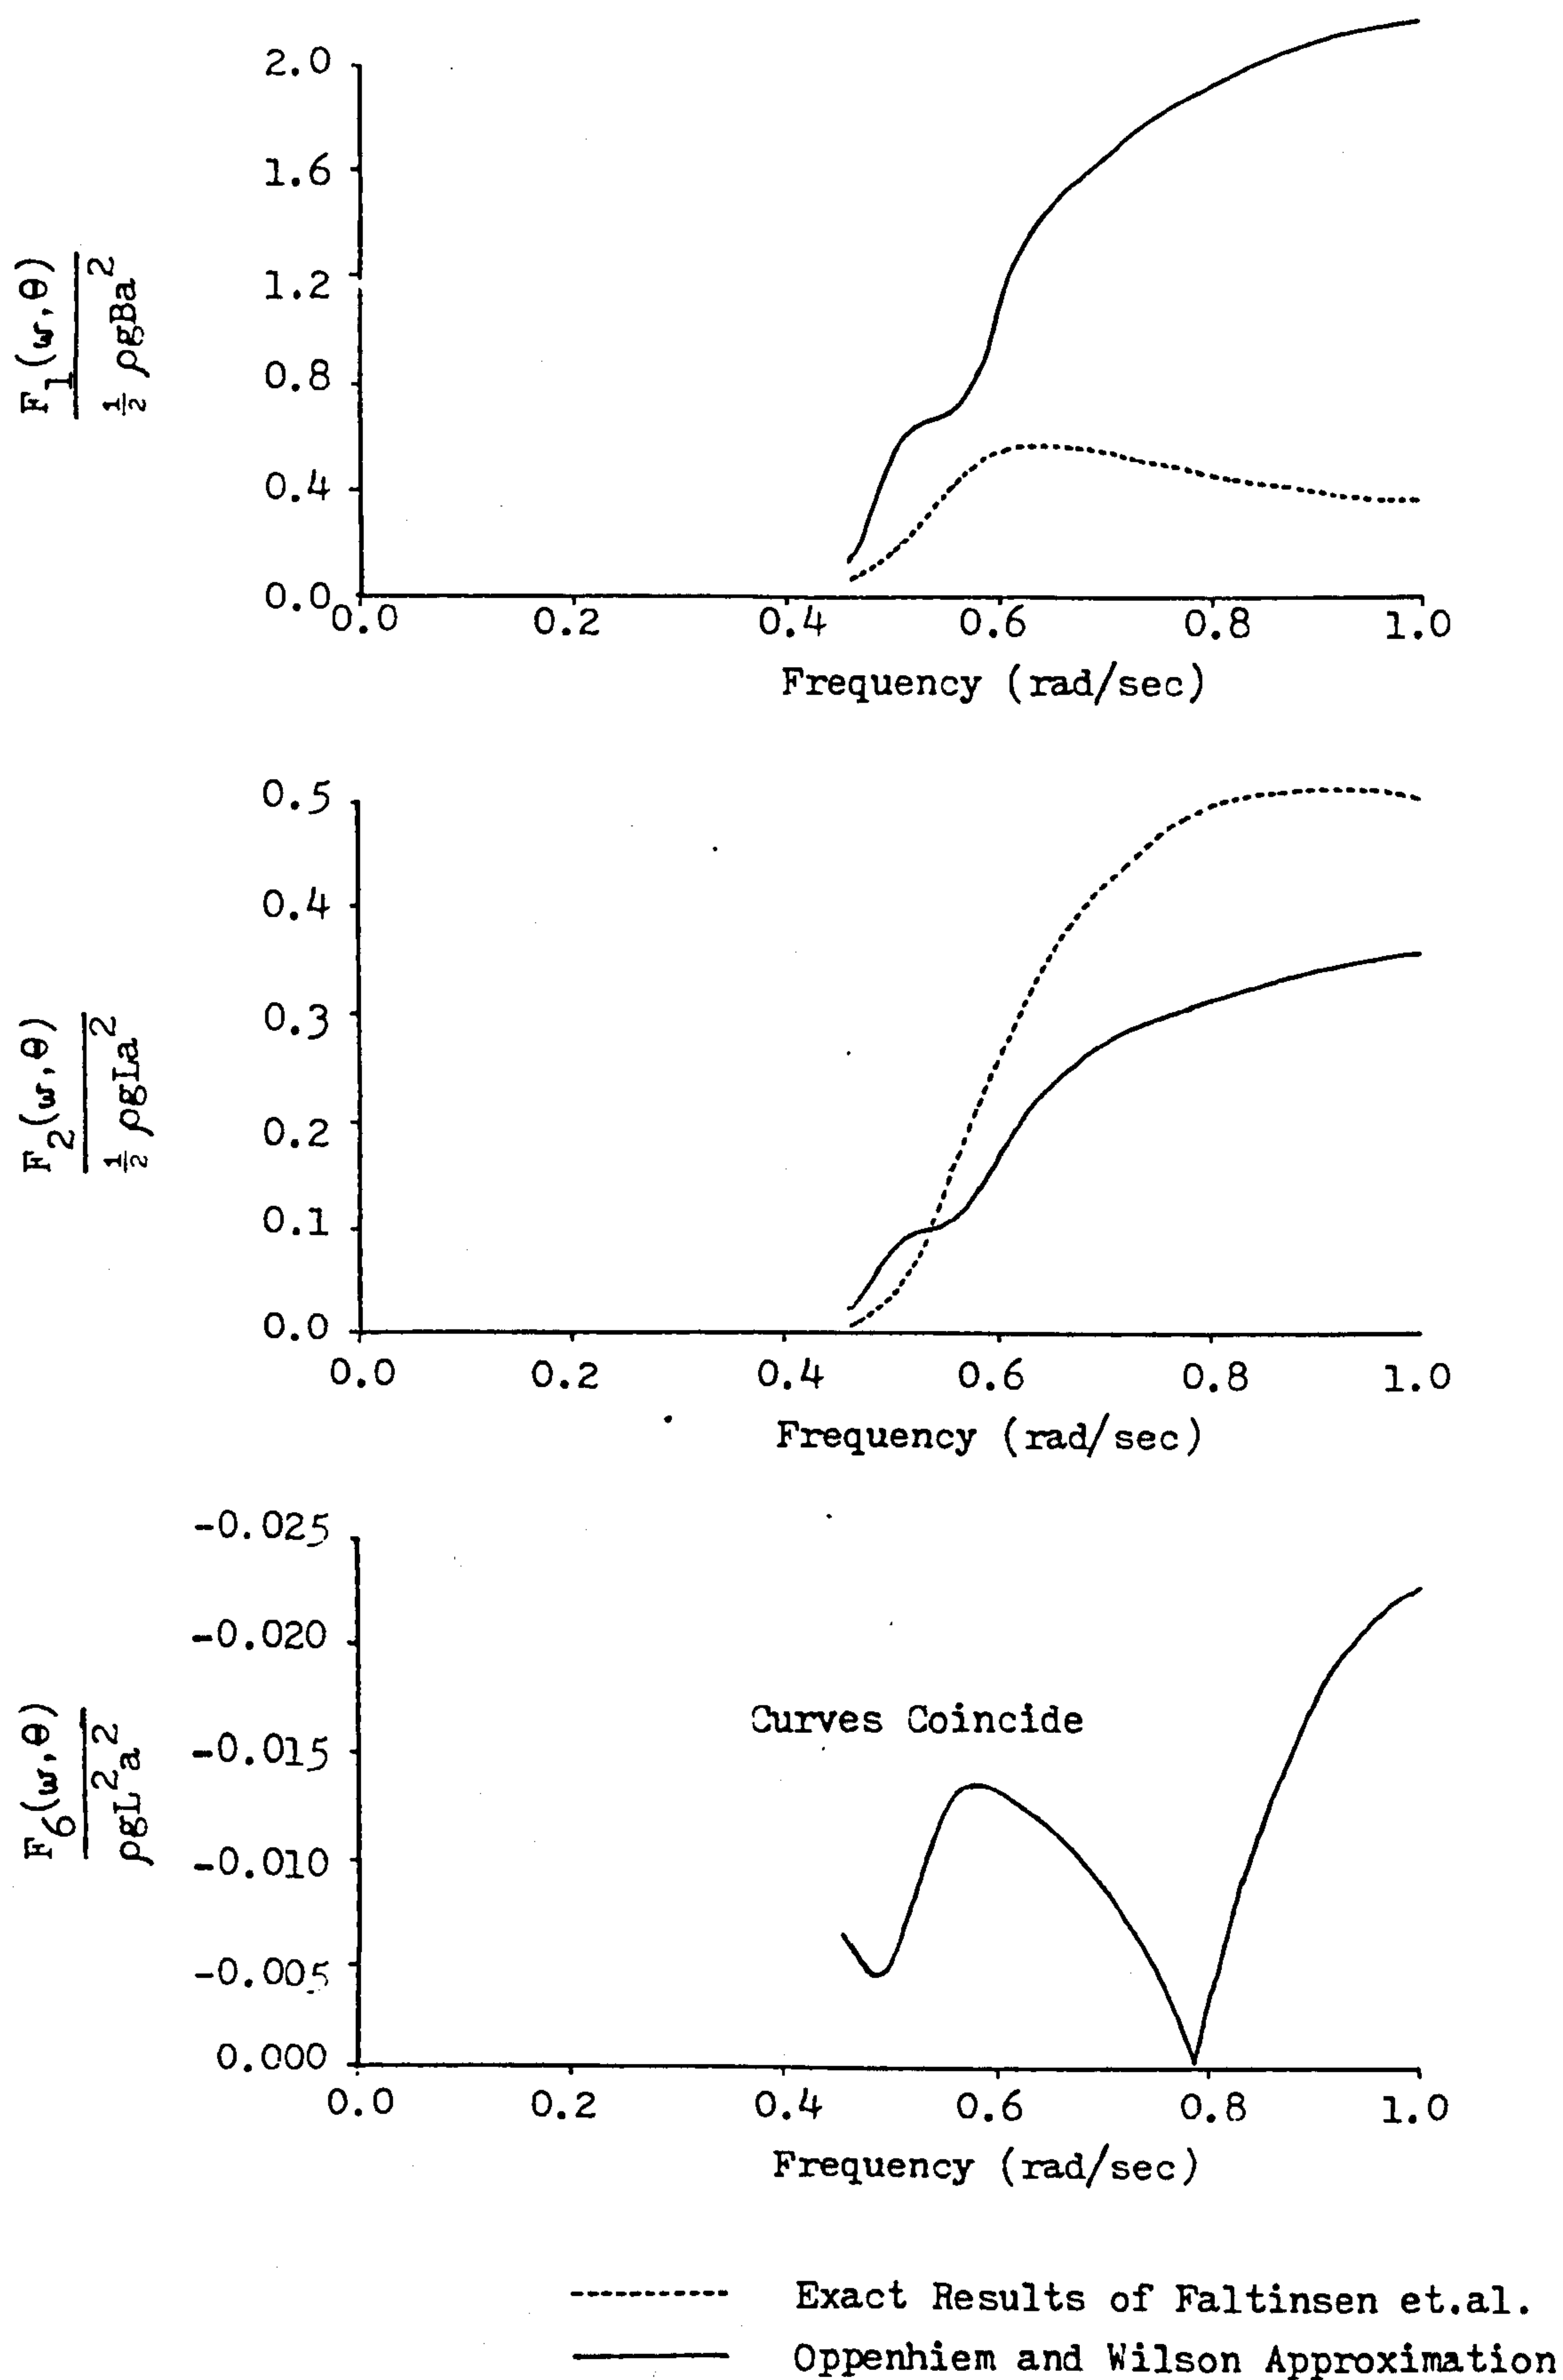 2.0
1.6
1.2
0.8
0.4
0.0
F1(ω,θ)
½ ρgBa²
0.0 0.2 0.4 0.6 0.8 1.0
Frequency (rad/sec)
0.5
0.4
0.3
0.2
0.1
0.0
F2(ω,θ)
½ ρgLa²
0.0 0.2 0.4 0.6 0.8 1.0
Frequency (rad/sec)
-0.025
-0.020
-0.015
-0.010
-0.005
0.000
F6(ω,θ)
ρgL²a²
Curves Coincide
0.0 0.2 0.4 0.6 0.8 1.0
Frequency (rad/sec)
Exact Results of Faltinsen et.al.
Oppenhiem and Wilson Approximation